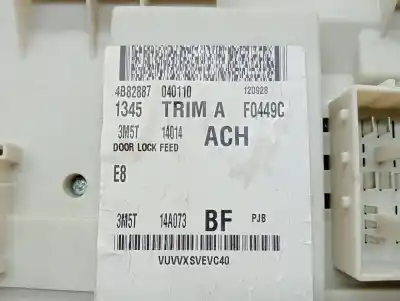 4B82887 040110 120928
1345 TRIM A F0449C
3M5T 14014 ACH
DOOR LOCK FEED
E8
3M5T 14A073 BF PJB
VUVVXSVEVC40